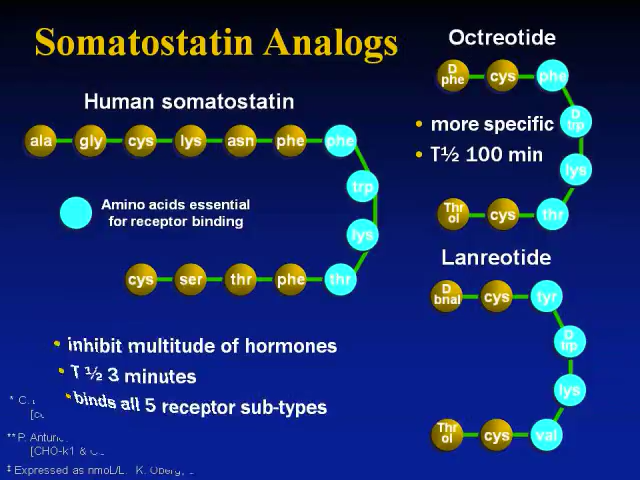 Somatostatin Analogs
Human somatostatin
ala gly cys lys asn phe phe
trp
lys
cys ser thr phe thr
Amino acids essential
for receptor binding
• inhibit multitude of hormones
• T ½ 3 minutes
• binds all 5 receptor sub-types
Octreotide
D phe cys phe
D trp
lys
Thr ol cys thr
• more specific
• T½ 100 min
Lanreotide
D bnal cys tyr
D trp
lys
Thr ol cys val
* C.
** P.
[CHO-k1 &
‡ Expressed as nmoL/L. K.